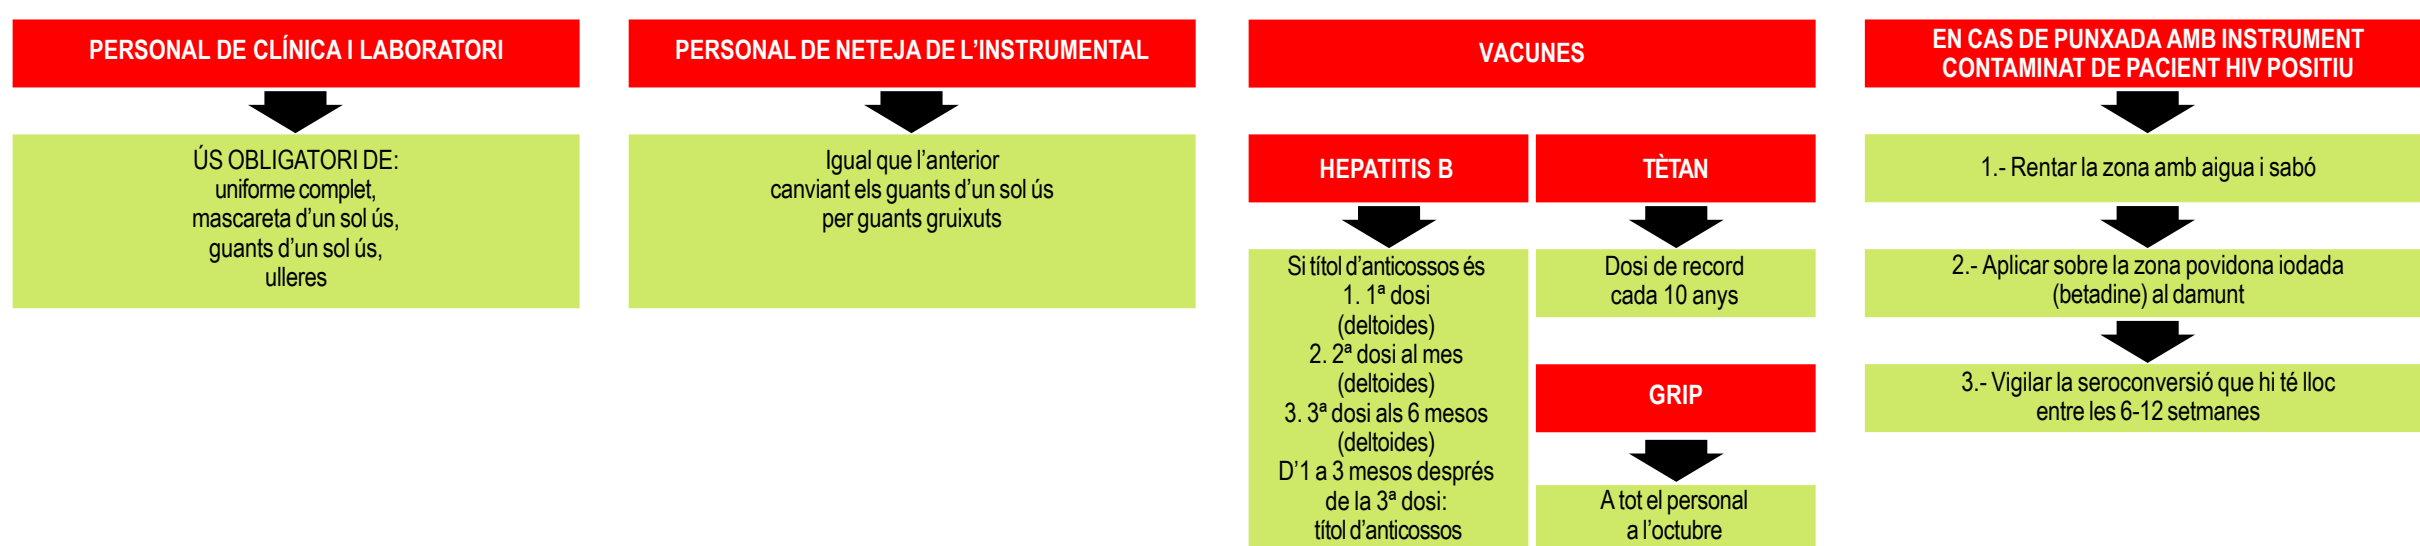 PERSONAL DE CLÍNICA I LABORATORI
ÚS OBLIGATORI DE:
uniforme complet,
mascareta d’un sol ús,
guants d’un sol ús,
ulleres
PERSONAL DE NETEJA DE L’INSTRUMENTAL
Igual que l’anterior
canviant els guants d’un sol ús
per guants gruixuts
VACUNES
HEPATITIS B
Si títol d’anticossos és
1. 1ª dosi
(deltoides)
2. 2ª dosi al mes
(deltoides)
3. 3ª dosi als 6 mesos
(deltoides)
D’1 a 3 mesos després
de la 3ª dosi:
títol d’anticossos
TÈTAN
Dosi de record
cada 10 anys
GRIP
A tot el personal
a l’octubre
EN CAS DE PUNXADA AMB INSTRUMENT
CONTAMINAT DE PACIENT HIV POSITIU
1.- Rentar la zona amb aigua i sabó
2.- Aplicar sobre la zona povidona iodada
(betadine) al damunt
3.- Vigilar la seroconversió que hi té lloc
entre les 6-12 setmanes